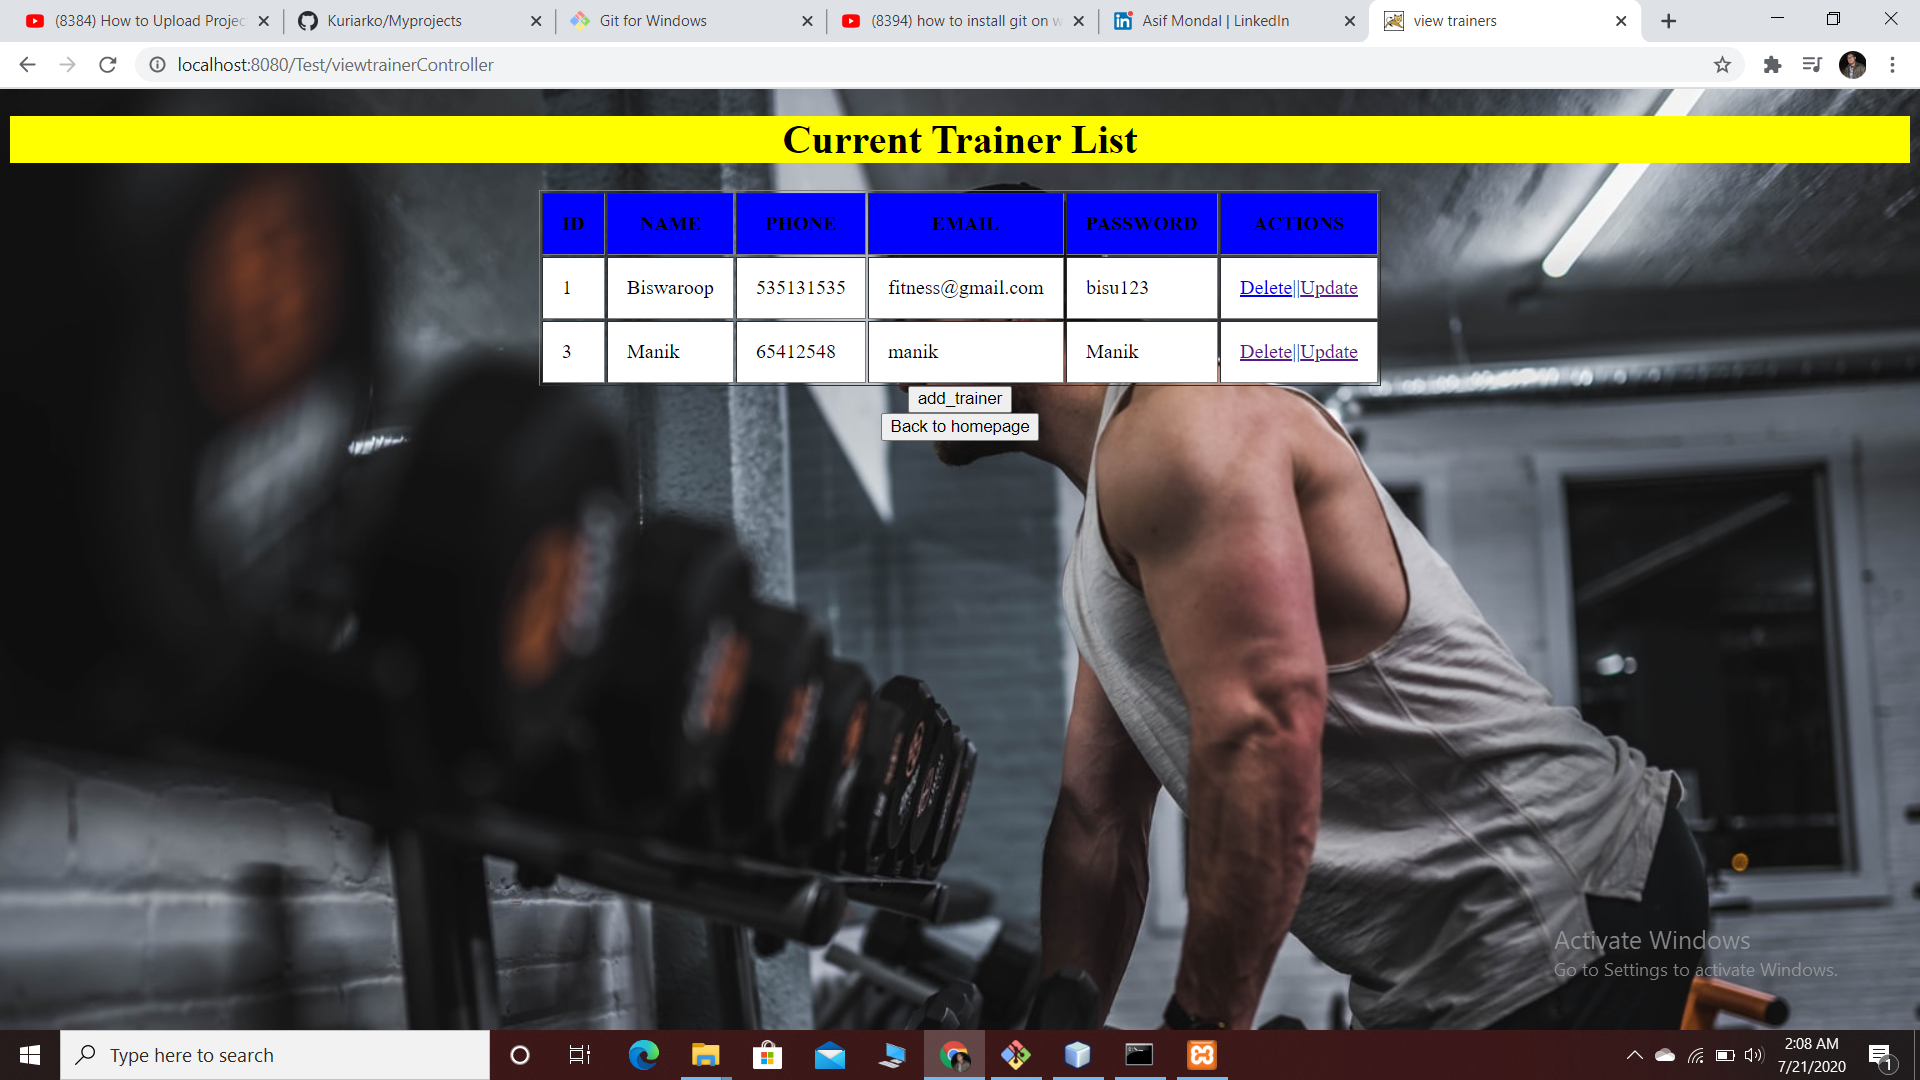 (8384) How to Upload Projec
Kuriarko/Myprojects
Git for Windows
(8394) how to install git on w
Asif Mondal | LinkedIn
view trainers
localhost:8080/Test/viewtrainerController
Current Trainer List
ID NAME PHONE EMAIL PASSWORD ACTIONS
1 Biswaroop 535131535 fitness@gmail.com bisu123 Delete||Update
3 Manik 65412548 manik Manik Delete||Update
add_trainer
Back to homepage
Activate Windows
Go to Settings to activate Windows.
Type here to search
2:08 AM
7/21/2020
1